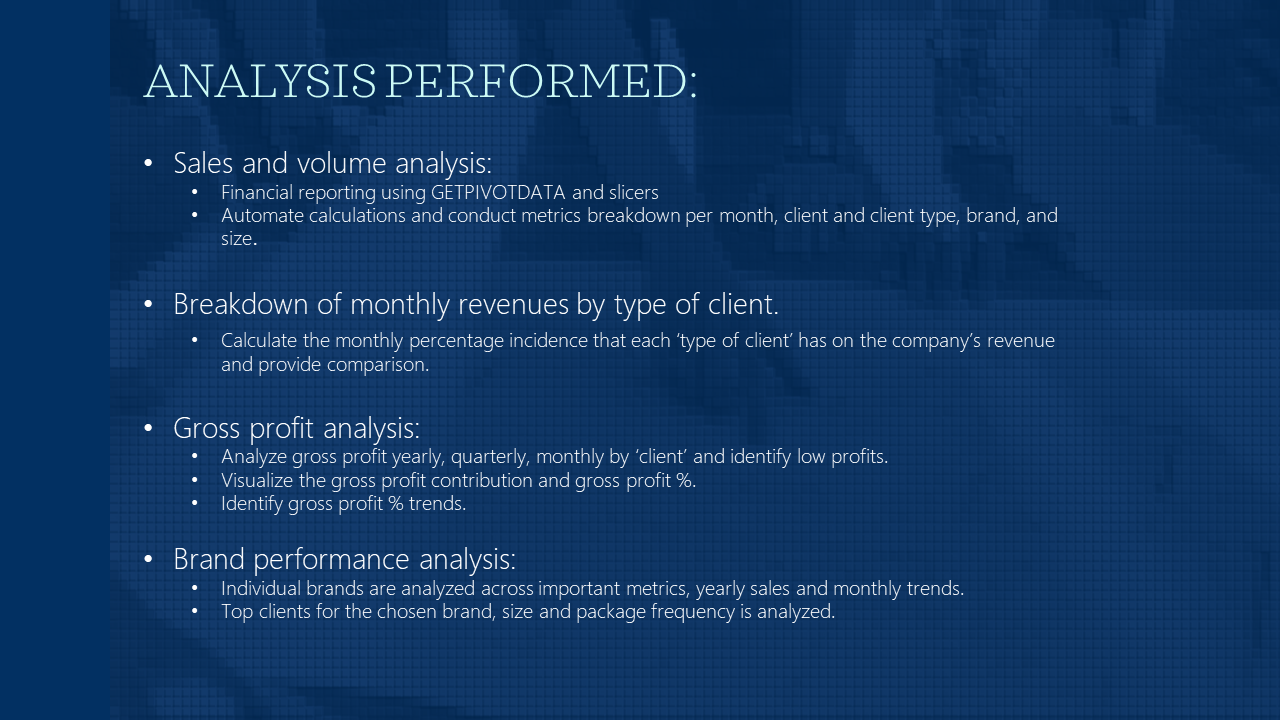 ANALYSIS PERFORMED:
• Sales and volume analysis:
• Financial reporting using GETPIVOTDATA and slicers
• Automate calculations and conduct metrics breakdown per month, client and client type, brand, and
size.
• Breakdown of monthly revenues by type of client.
• Calculate the monthly percentage incidence that each ‘type of client’ has on the company’s revenue
and provide comparison.
• Gross profit analysis:
• Analyze gross profit yearly, quarterly, monthly by ‘client’ and identify low profits.
• Visualize the gross profit contribution and gross profit %.
• Identify gross profit % trends.
• Brand performance analysis:
• Individual brands are analyzed across important metrics, yearly sales and monthly trends.
• Top clients for the chosen brand, size and package frequency is analyzed.